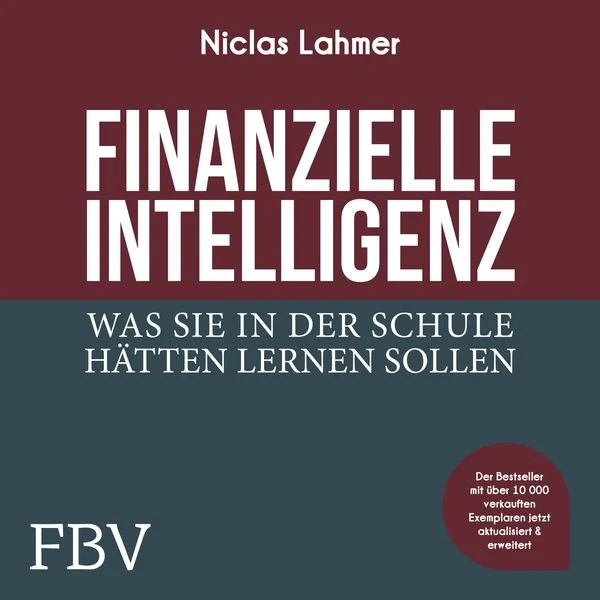 Niclas Lahmer
FINANZIELLE
INTELLIGENZ
WAS SIE IN DER SCHULE
HÄTTEN LERNEN SOLLEN
Der Bestseller
mit über 10 000
verkauften
Exemplaren jetzt
aktualisiert &
erweitert
FBV